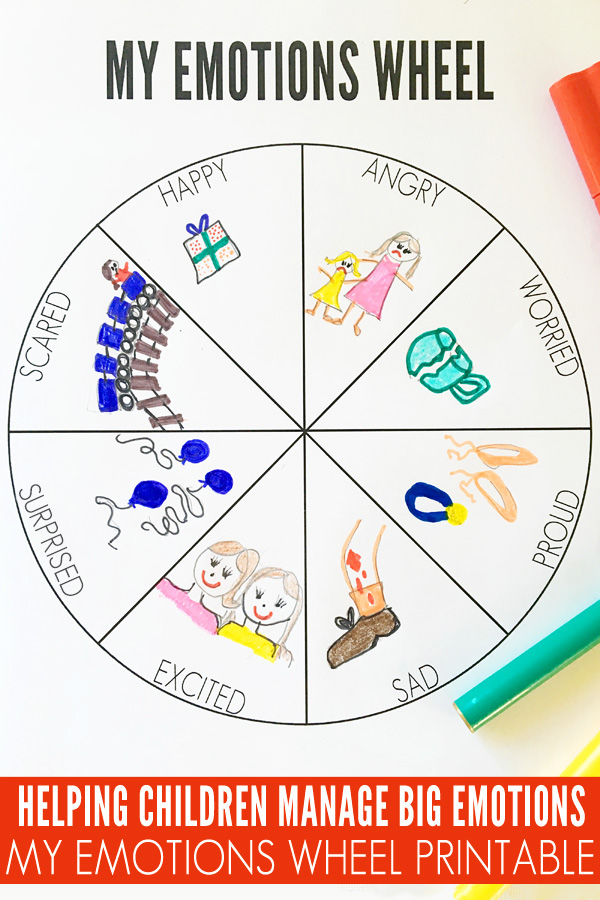 MY EMOTIONS WHEEL
HAPPY
ANGRY
SCARED
WORRIED
SURPRISED
PROUD
EXCITED
SAD
HELPING CHILDREN MANAGE BIG EMOTIONS
MY EMOTIONS WHEEL PRINTABLE